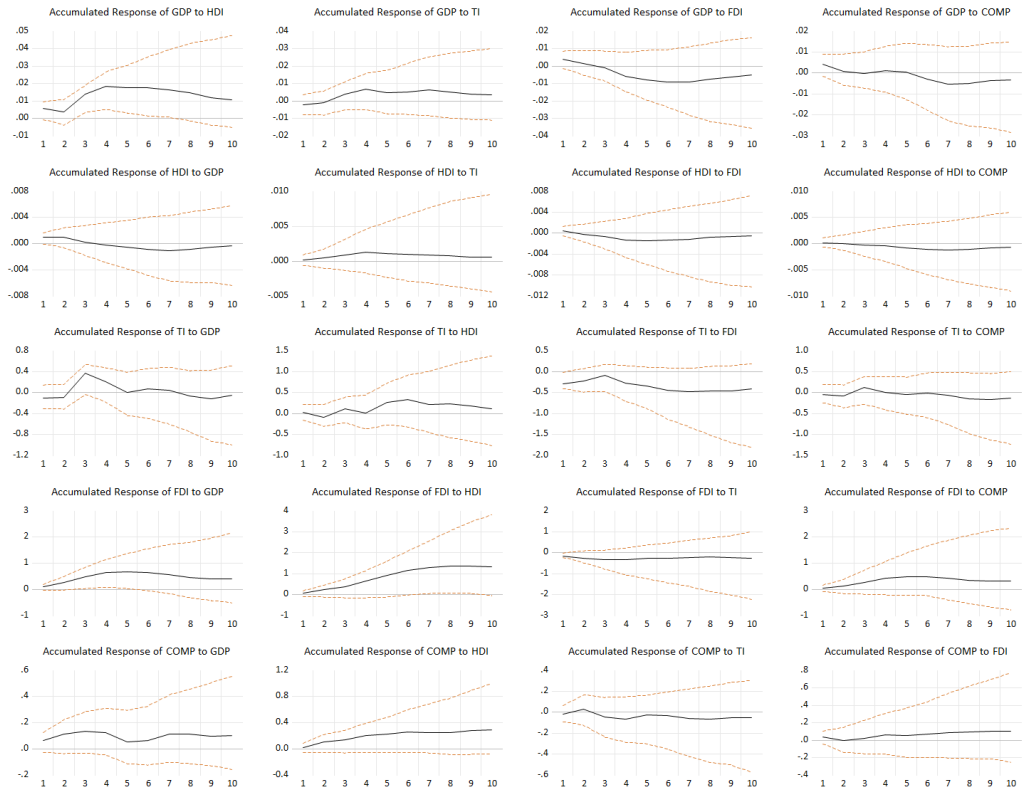 Accumulated Response of GDP to HDI
.05
.04
.03
.02
.01
.00
-.01
1 2 3 4 5 6 7 8 9 10
Accumulated Response of GDP to TI
.04
.03
.02
.01
.00
-.01
-.02
1 2 3 4 5 6 7 8 9 10
Accumulated Response of GDP to FDI
.02
.01
-.00
-.01
-.02
-.03
-.04
1 2 3 4 5 6 7 8 9 10
Accumulated Response of GDP to COMP
.02
.01
.00
-.01
-.02
-.03
1 2 3 4 5 6 7 8 9 10
Accumulated Response of HDI to GDP
.008
.004
.000
-.004
-.008
1 2 3 4 5 6 7 8 9 10
Accumulated Response of HDI to TI
.010
.005
.000
-.005
1 2 3 4 5 6 7 8 9 10
Accumulated Response of HDI to FDI
.008
.004
.000
-.004
-.008
-.012
1 2 3 4 5 6 7 8 9 10
Accumulated Response of HDI to COMP
.010
.005
.000
-.005
-.010
1 2 3 4 5 6 7 8 9 10
Accumulated Response of TI to GDP
0.8
0.4
0.0
-0.4
-0.8
-1.2
1 2 3 4 5 6 7 8 9 10
Accumulated Response of TI to HDI
1.5
1.0
0.5
0.0
-0.5
-1.0
1 2 3 4 5 6 7 8 9 10
Accumulated Response of TI to FDI
0.5
0.0
-0.5
-1.0
-1.5
-2.0
1 2 3 4 5 6 7 8 9 10
Accumulated Response of TI to COMP
1.0
0.5
0.0
-0.5
-1.0
-1.5
1 2 3 4 5 6 7 8 9 10
Accumulated Response of FDI to GDP
3
2
1
0
-1
1 2 3 4 5 6 7 8 9 10
Accumulated Response of FDI to HDI
4
3
2
1
0
-1
1 2 3 4 5 6 7 8 9 10
Accumulated Response of FDI to TI
2
1
0
-1
-2
-3
1 2 3 4 5 6 7 8 9 10
Accumulated Response of FDI to COMP
3
2
1
0
-1
1 2 3 4 5 6 7 8 9 10
Accumulated Response of COMP to GDP
.6
.4
.2
.0
-.2
1 2 3 4 5 6 7 8 9 10
Accumulated Response of COMP to HDI
1.2
0.8
0.4
0.0
-0.4
1 2 3 4 5 6 7 8 9 10
Accumulated Response of COMP to TI
.4
.2
.0
-.2
-.4
-.6
1 2 3 4 5 6 7 8 9 10
Accumulated Response of COMP to FDI
.8
.6
.4
.2
.0
-.2
-.4
1 2 3 4 5 6 7 8 9 10